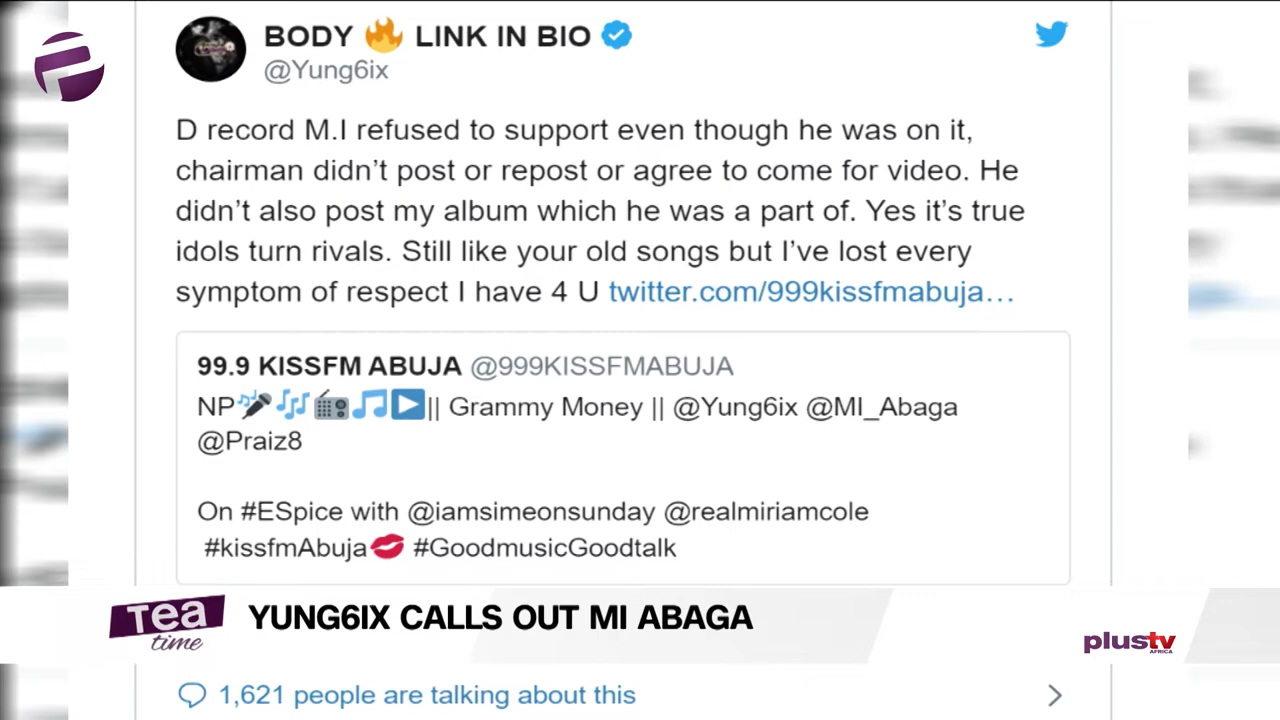 BODY 🔥 LINK IN BIO
@Yung6ix
D record M.I refused to support even though he was on it,
chairman didn’t post or repost or agree to come for video. He
didn’t also post my album which he was a part of. Yes it’s true
idols turn rivals. Still like your old songs but I’ve lost every
symptom of respect I have 4 U twitter.com/999kissfmabuja…
99.9 KISSFM ABUJA @999KISSFMABUJA
NP🎤🎶📻🎵▶️|| Grammy Money || @Yung6ix @MI_Abaga
@Praiz8
On #ESpice with @iamsimeonsunday @realmiriamcole
#kissfmAbuja💋 #GoodmusicGoodtalk
Tea
time
YUNG6IX CALLS OUT MI ABAGA
plustv
AFRICA
1,621 people are talking about this